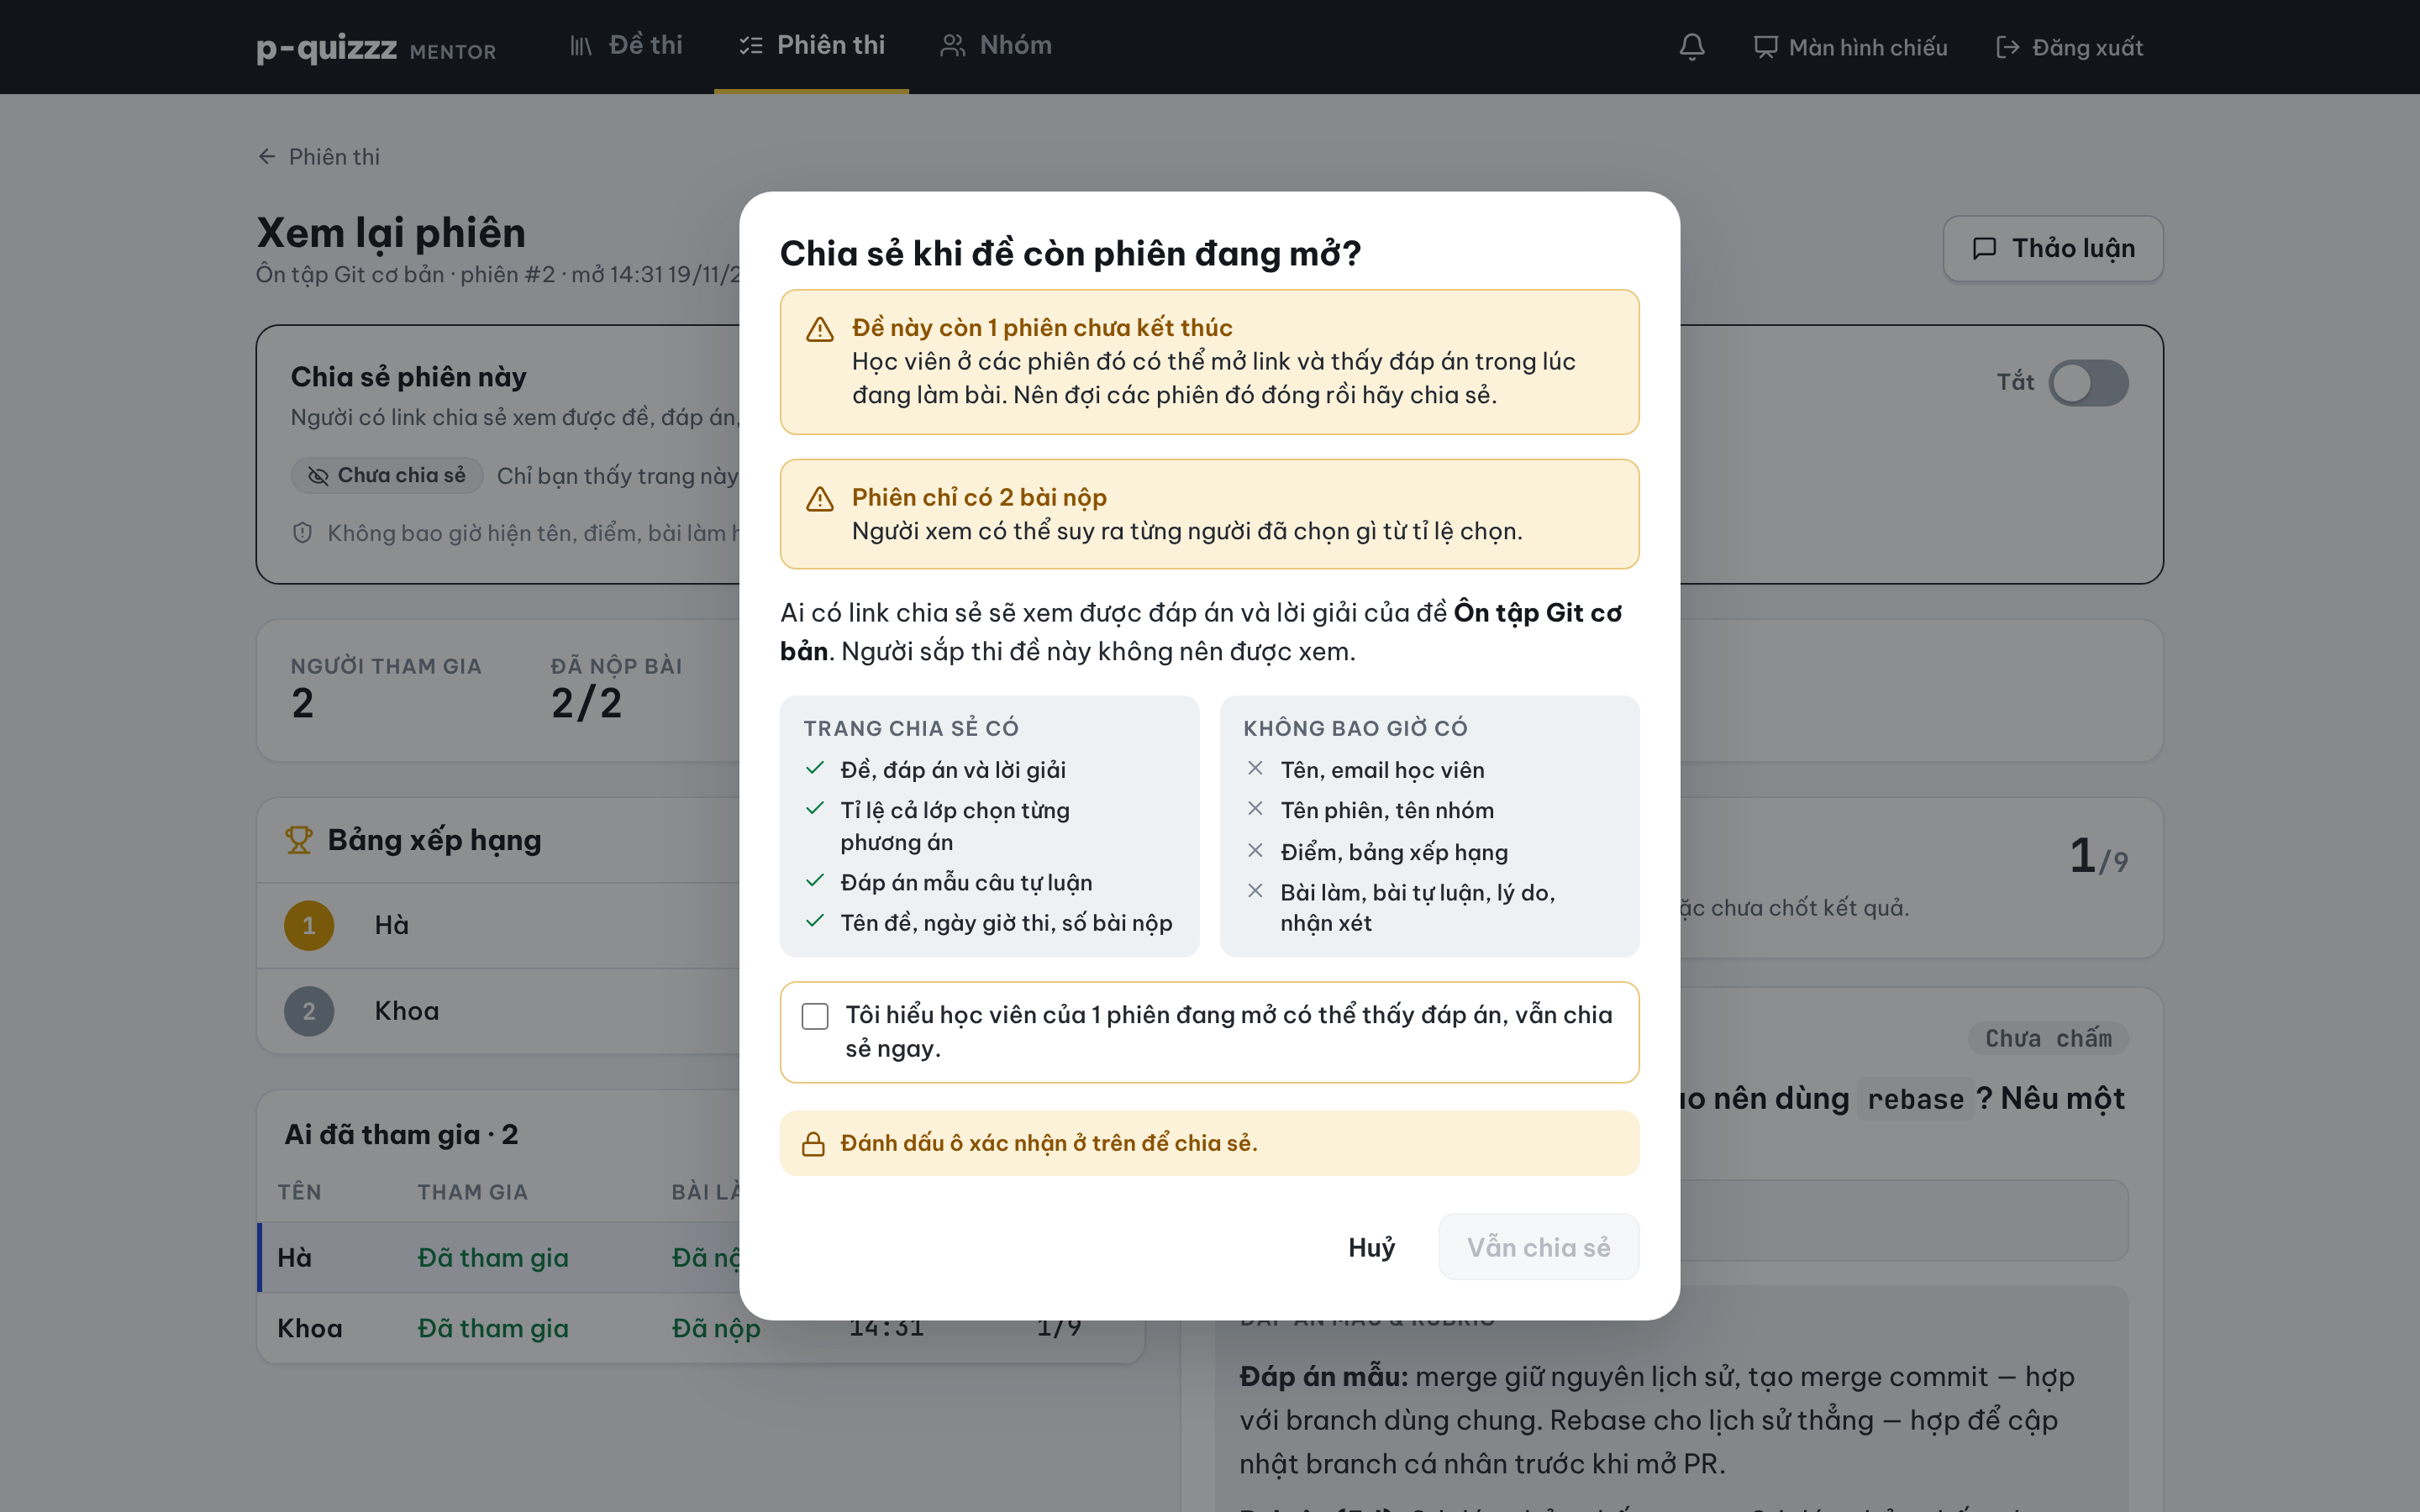 p-quizzz MENTOR
Đề thi
Phiên thi
Nhóm
Màn hình chiếu
Đăng xuất
Phiên thi
Xem lại phiên
Ôn tập Git cơ bản · phiên #2 · mở 14:31 19/11/2
Thảo luận
Chia sẻ phiên này
Người có link chia sẻ xem được đề, đáp án,
Chưa chia sẻ
Chỉ bạn thấy trang này
Không bao giờ hiện tên, điểm, bài làm
Tắt
NGƯỜI THAM GIA
2
ĐÃ NỘP BÀI
2/2
Bảng xếp hạng
1 Hà
2 Khoa
Ai đã tham gia · 2
TÊN THAM GIA BÀI
Hà Đã tham gia Đã
Khoa Đã tham gia Đã nộp 14:31 1/9
Chia sẻ khi đề còn phiên đang mở?
Đề này còn 1 phiên chưa kết thúc
Học viên ở các phiên đó có thể mở link và thấy đáp án trong lúc
đang làm bài. Nên đợi các phiên đó đóng rồi hãy chia sẻ.
Phiên chỉ có 2 bài nộp
Người xem có thể suy ra từng người đã chọn gì từ tỉ lệ chọn.
Ai có link chia sẻ sẽ xem được đáp án và lời giải của đề Ôn tập Git cơ
bản. Người sắp thi đề này không nên được xem.
TRANG CHIA SẺ CÓ
Đề, đáp án và lời giải
Tỉ lệ cả lớp chọn từng
phương án
Đáp án mẫu câu tự luận
Tên đề, ngày giờ thi, số bài nộp
KHÔNG BAO GIỜ CÓ
Tên, email học viên
Tên phiên, tên nhóm
Điểm, bảng xếp hạng
Bài làm, bài tự luận, lý do,
nhận xét
Tôi hiểu học viên của 1 phiên đang mở có thể thấy đáp án, vẫn chia
sẻ ngay.
Đánh dấu ô xác nhận ở trên để chia sẻ.
Huỷ
Vẫn chia sẻ
1/9
chưa chốt kết quả.
Chưa chấm
nên dùng rebase? Nêu một
Đáp án mẫu: merge giữ nguyên lịch sử, tạo merge commit — hợp
với branch dùng chung. Rebase cho lịch sử thẳng — hợp để cập
nhật branch cá nhân trước khi mở PR.